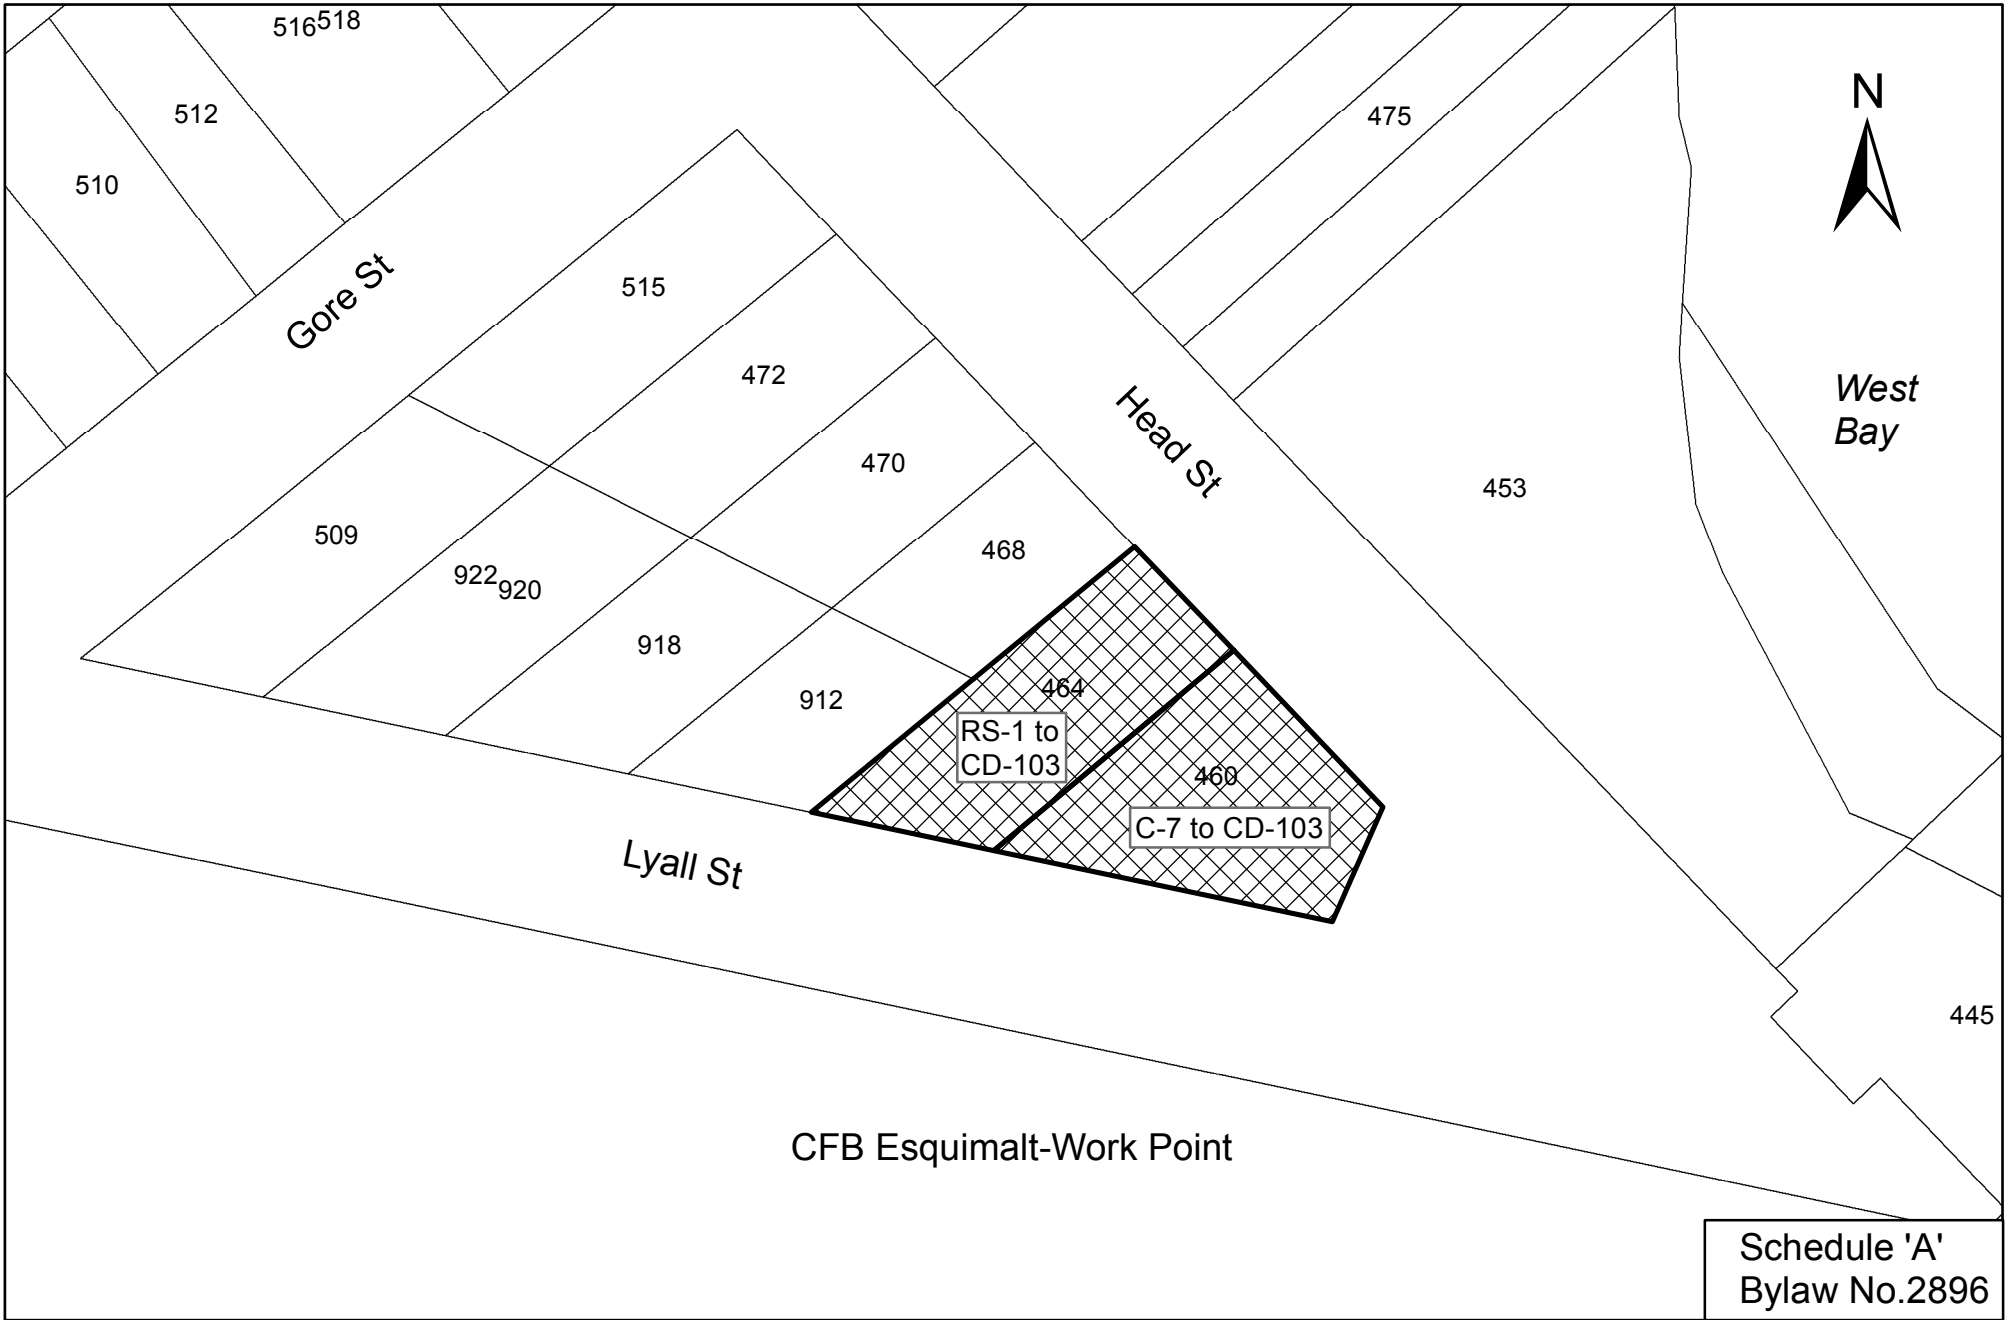 516 518
512
510
475
N
Gore St
515
472
West
Bay
Head St
470
453
509
468
922 920
918
464
912
RS-1 to
CD-103
460
C-7 to CD-103
Lyall St
445
CFB Esquimalt-Work Point
Schedule 'A'
Bylaw No.2896